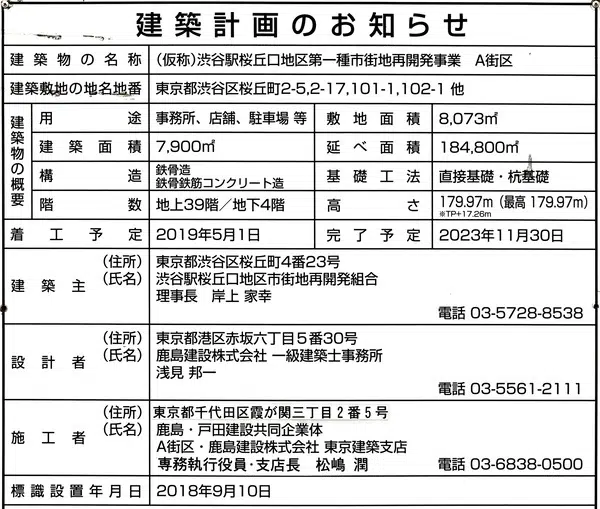 建築計画のお知らせ
建築物の名称 (仮称)渋谷駅桜丘口地区第一種市街地再開発事業 A街区
建築敷地の地名地番 東京都渋谷区桜丘町2-5,2-17,101-1,102-1 他
建築物の概要
用途 事務所、店舗、駐車場 等 敷地面積 8,073㎡
建築面積 7,900㎡ 延べ面積 184,800㎡
構造 鉄骨造
鉄骨鉄筋コンクリート造 基礎工法 直接基礎・杭基礎
階数 地上39階/地下4階 高さ 179.97m (最高 179.97m)
※TP+17.26m
着工予定 2019年5月1日 完了予定 2023年11月30日
建築主 (住所) 東京都渋谷区桜丘町4番23号
(氏名) 渋谷駅桜丘口地区市街地再開発組合
理事長 岸上 家幸
電話 03-5728-8538
設計者 (住所) 東京都港区赤坂六丁目5番30号
(氏名) 鹿島建設株式会社 一級建築士事務所
浅見 邦一
電話 03-5561-2111
施工者 (住所) 東京都千代田区霞が関三丁目2番5号
(氏名) 鹿島・戸田建設共同企業体
A街区・鹿島建設株式会社 東京建築支店
専務執行役員・支店長 松嶋 潤
電話 03-6838-0500
標識設置年月日 2018年9月10日